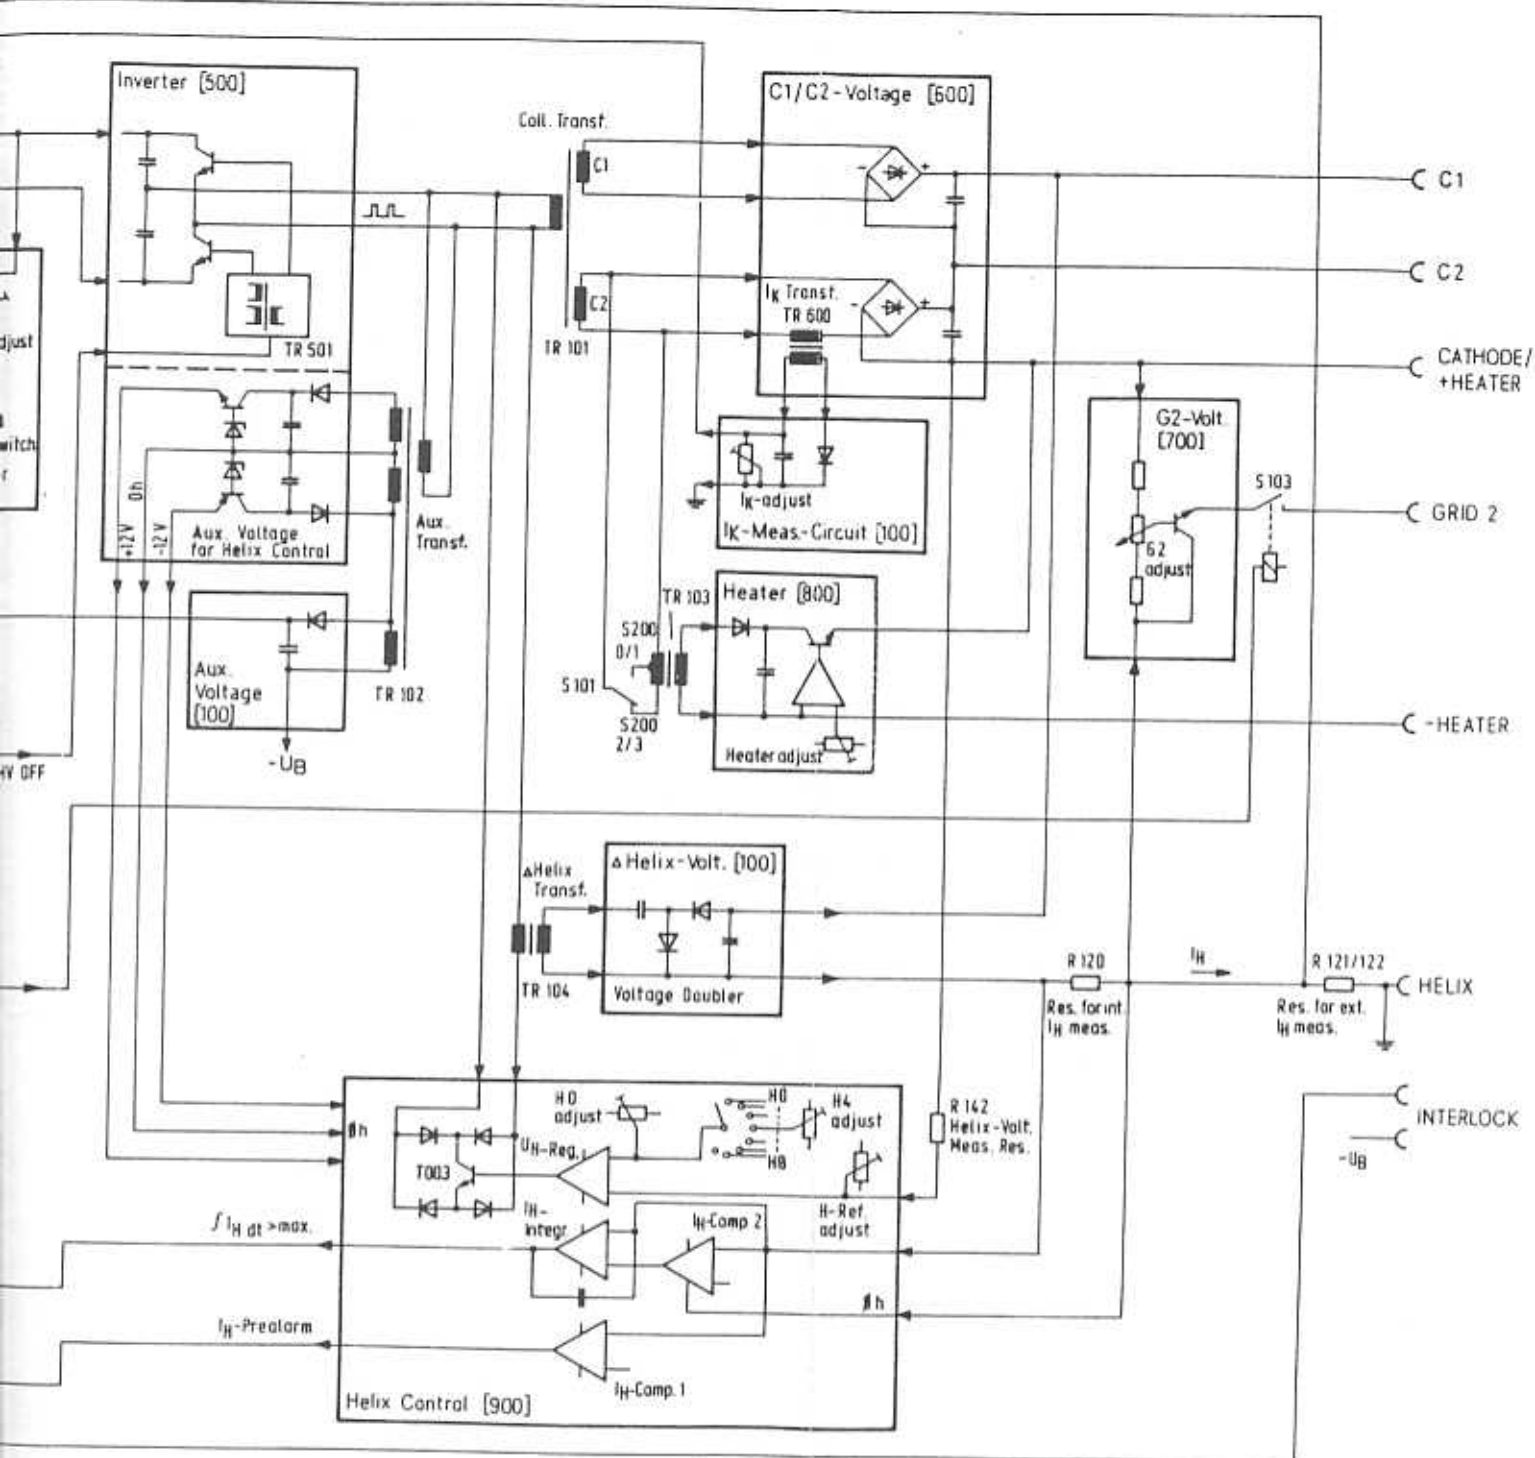 Inverter [500]
Coll. Transf.
C1
C2
TR 101
TR 501
C1/C2-Voltage [600]
IK Transf.
TR 600
-
+
-
+
C1
C2
CATHODE/
+HEATER
djust
witch
r
+12V
0h
-12V
Aux. Voltage
for Helix Control
Aux.
Transf.
IK-adjust
IK-Meas.-Circuit [100]
G2-Volt.
[700]
G2
adjust
S103
GRID 2
Aux.
Voltage
[100]
TR 102
-UB
HV OFF
TR 103
S200
0/1
S101
S200
2/3
Heater [800]
Heater adjust
-HEATER
ΔHelix
Transf.
TR 104
ΔHelix-Volt. [100]
Voltage Doubler
R 120
Res. for int.
IH meas.
IH
R 121/122
Res. for ext.
IH meas.
HELIX
INTERLOCK
-UB
R 142
Helix-Volt.
Meas. Res.
Øh
T003
H0
adjust
H0
H8
H4
adjust
UH-Reg.
H-Ref.
adjust
IH-
Integr.
IH-Comp 2
Øh
∫IH dt >max.
IH-Prealarm
IH-Comp. 1
Helix Control [900]